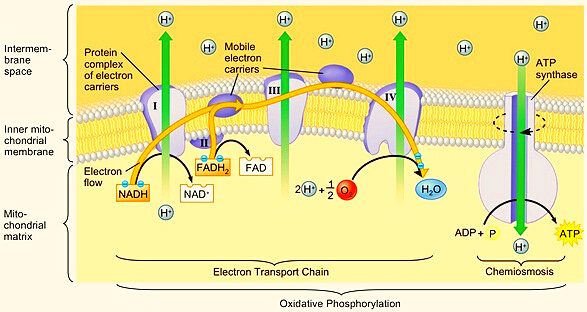 Intermem-
brane
space
Inner mito-
chondrial
membrane
Mito-
chondrial
matrix
Protein
complex
of electron
carriers
Mobile
electron
carriers
ATP
synthase
H⁺
H⁺
H⁺
H⁺
H⁺
H⁺
H⁺
H⁺
H⁺
I
II
III
IV
Electron
flow
NADH
NAD⁺
FADH₂
FAD
H⁺
2 H⁺ + 1/2 O₂
H₂O
ADP + P
ATP
H⁺
Electron Transport Chain
Chemiosmosis
Oxidative Phosphorylation